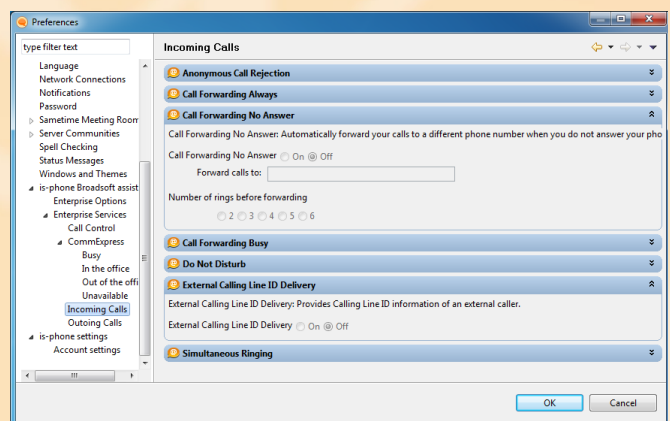 Preferences
type filter text
Language
Network Connections
Notifications
Password
Sametime Meeting Room
Server Communities
Spell Checking
Status Messages
Windows and Themes
is-phone Broadsoft assist
Enterprise Options
Enterprise Services
Call Control
CommExpress
Busy
In the office
Out of the offi
Unavailable
Incoming Calls
Outoing Calls
is-phone settings
Account settings
Incoming Calls
Anonymous Call Rejection
Call Forwarding Always
Call Forwarding No Answer
Call Forwarding No Answer: Automatically forward your calls to a different phone number when you do not answer your pho
Call Forwarding No Answer On Off
Forward calls to:
Number of rings before forwarding
2 3 4 5 6
Call Forwarding Busy
Do Not Disturb
External Calling Line ID Delivery
External Calling Line ID Delivery: Provides Calling Line ID information of an external caller.
External Calling Line ID Delivery On Off
Simultaneous Ringing
OK Cancel